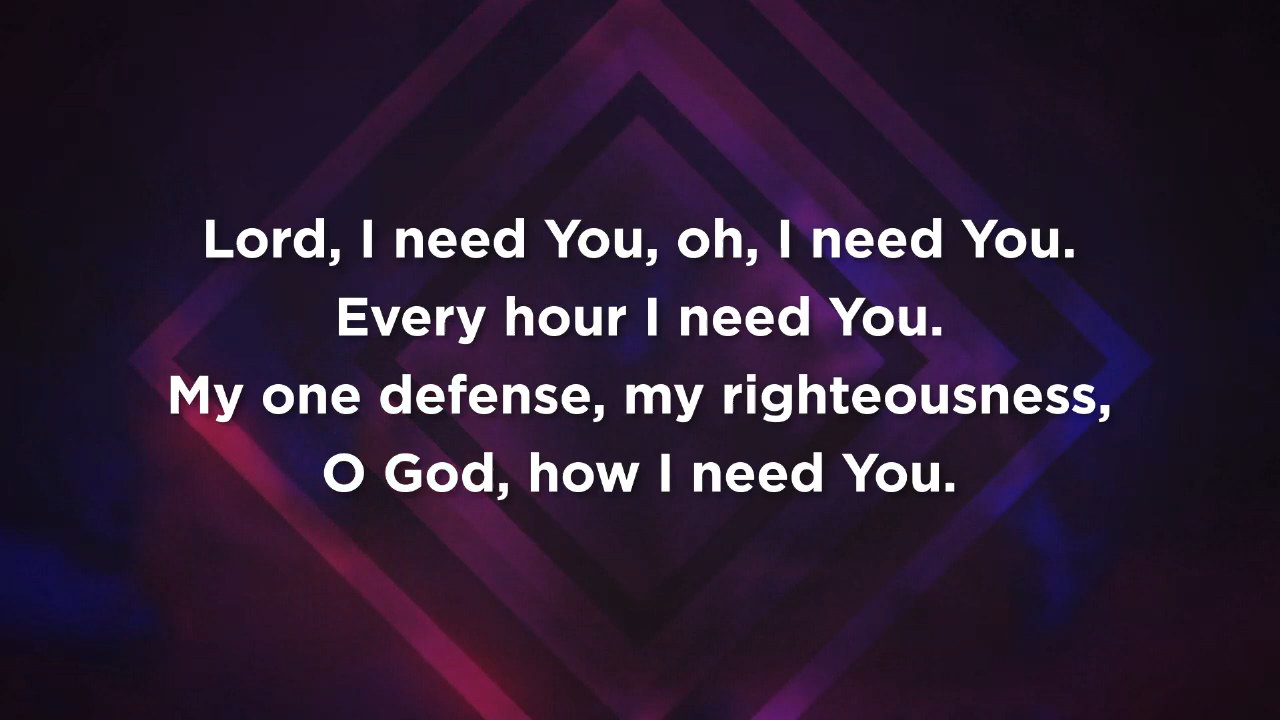 Lord, I need You, oh, I need You.
Every hour I need You.
My one defense, my righteousness,
O God, how I need You.